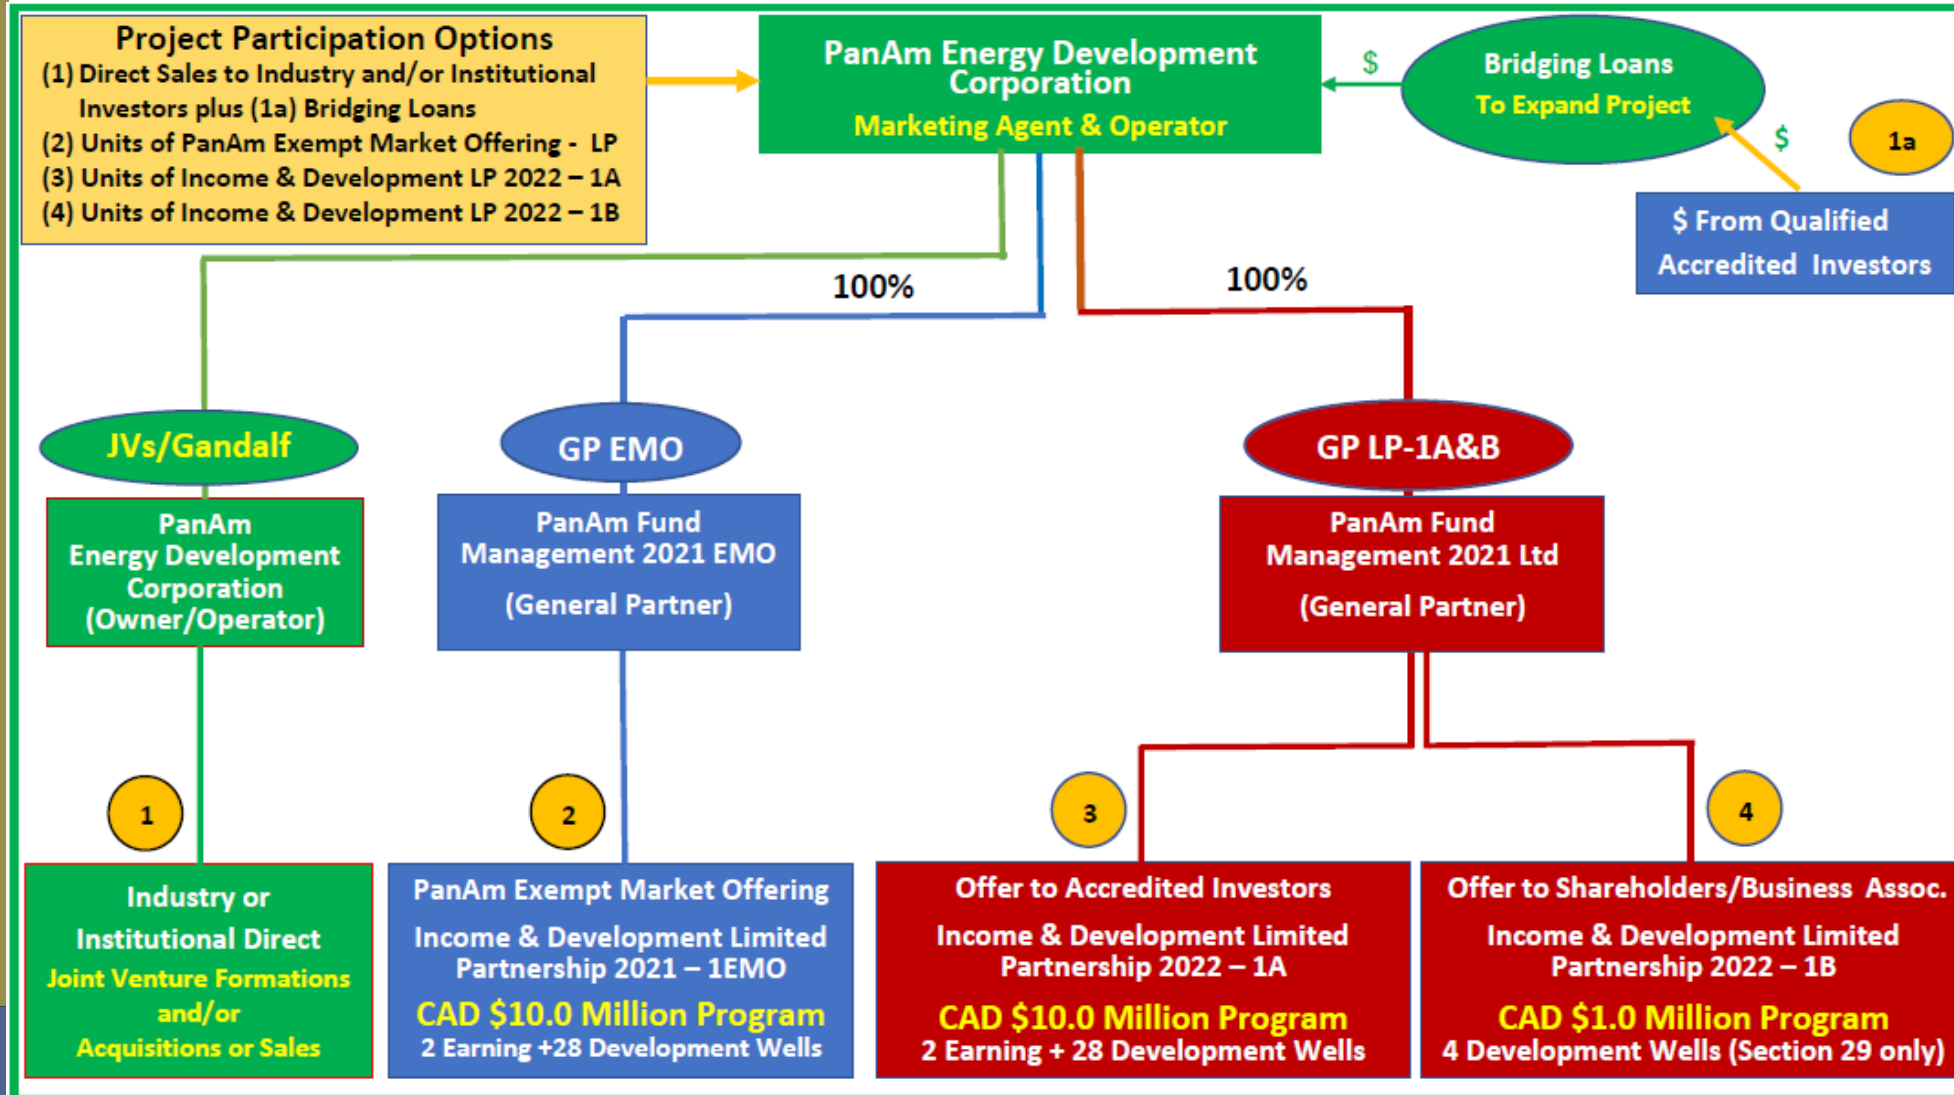 Project Participation Options
(1) Direct Sales to Industry and/or Institutional
Investors plus (1a) Bridging Loans
(2) Units of PanAm Exempt Market Offering - LP
(3) Units of Income & Development LP 2022 – 1A
(4) Units of Income & Development LP 2022 – 1B
PanAm Energy Development
Corporation
Marketing Agent & Operator
$
Bridging Loans
To Expand Project
$
1a
$ From Qualified
Accredited Investors
100%
100%
JVs/Gandalf
PanAm
Energy Development
Corporation
(Owner/Operator)
GP EMO
PanAm Fund
Management 2021 EMO
(General Partner)
GP LP-1A&B
PanAm Fund
Management 2021 Ltd
(General Partner)
1
2
3
4
Industry or
Institutional Direct
Joint Venture Formations
and/or
Acquisitions or Sales
PanAm Exempt Market Offering
Income & Development Limited
Partnership 2021 – 1EMO
CAD $10.0 Million Program
2 Earning +28 Development Wells
Offer to Accredited Investors
Income & Development Limited
Partnership 2022 – 1A
CAD $10.0 Million Program
2 Earning + 28 Development Wells
Offer to Shareholders/Business Assoc.
Income & Development Limited
Partnership 2022 – 1B
CAD $1.0 Million Program
4 Development Wells (Section 29 only)